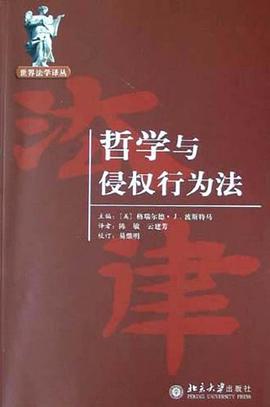 世界法学译丛
法律
哲学与
侵权行为法
主编：[美] 格瑞尔德·J.波斯特马
译者：陈 敏 云建芳
校订：易继明
北京大学出版社
PEKING UNIVERSITY PRESS